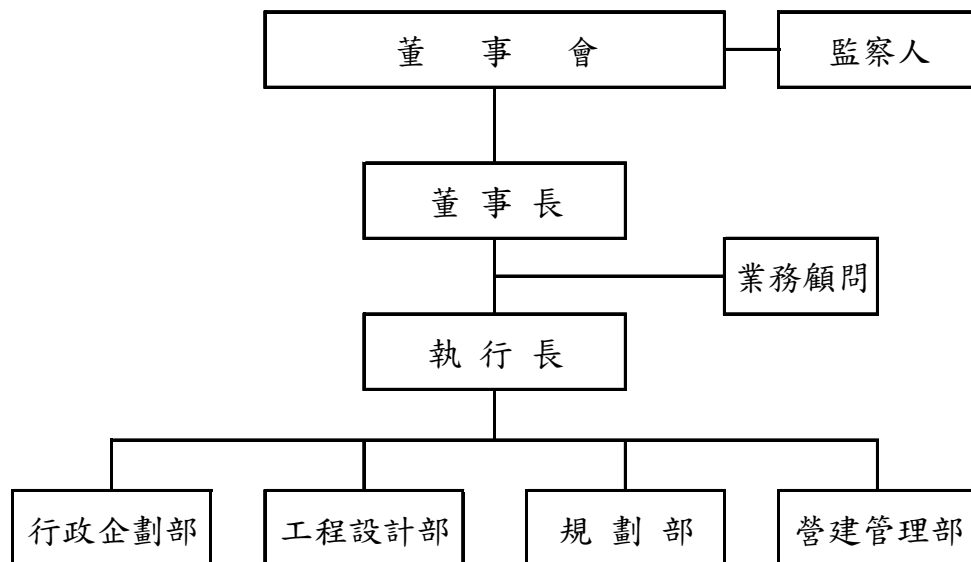 董事會
監察人
董事長
業務顧問
執行長
行政企劃部
工程設計部
規劃部
營建管理部